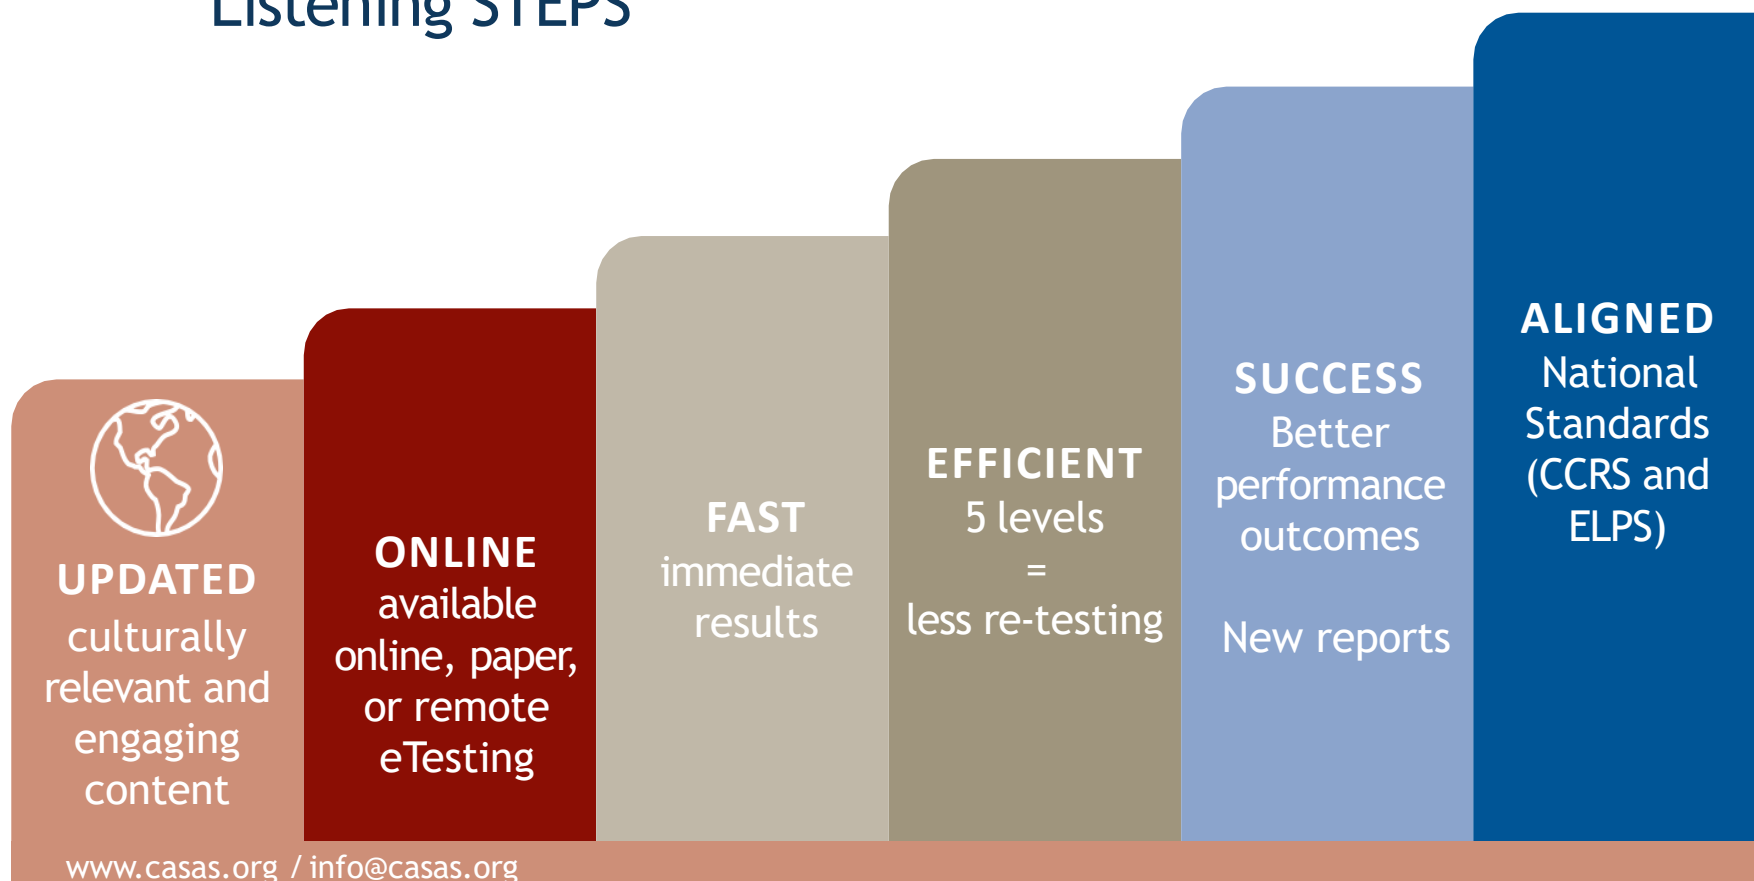 Listening STEPS
UPDATED
culturally
relevant and
engaging
content
ONLINE
available
online, paper,
or remote
eTesting
FAST
immediate
results
EFFICIENT
5 levels
=
less re-testing
SUCCESS
Better
performance
outcomes
New reports
ALIGNED
National
Standards
(CCRS and
ELPS)
www.casas.org / info@casas.org